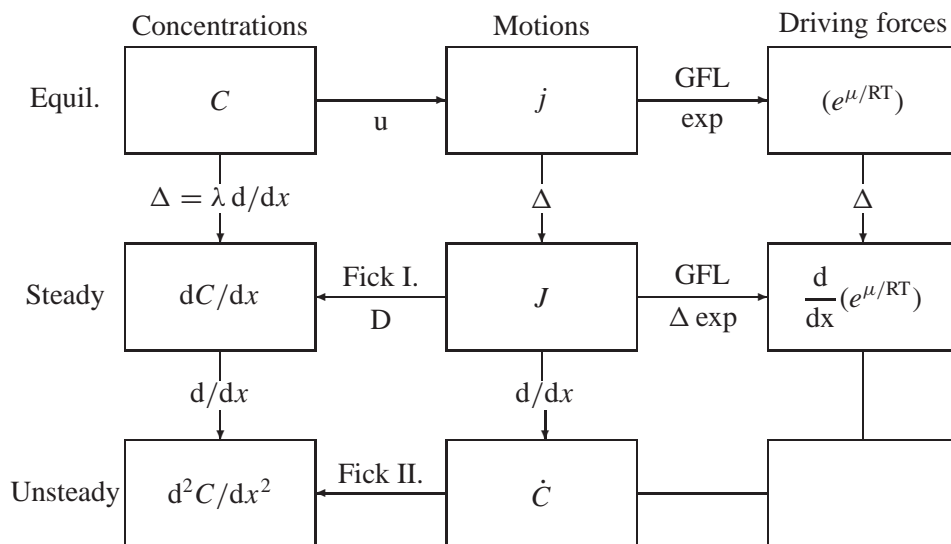 Concentrations Motions Driving forces
Equil. C u j GFL exp (e^{μ/RT})
Δ = λ d/dx Δ Δ
Steady dC/dx Fick I. D J GFL Δ exp d/dx (e^{μ/RT})
d/dx d/dx
Unsteady d²C/dx² Fick II. Ċ